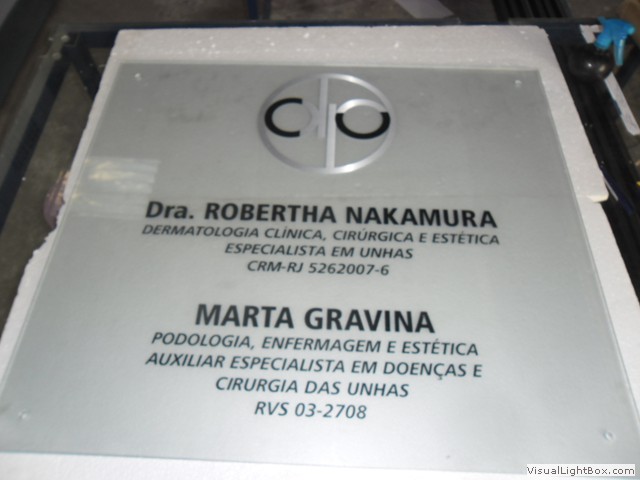 Dra. ROBERTHA NAKAMURA
DERMATOLOGIA CLÍNICA, CIRÚRGICA E ESTÉTICA
ESPECIALISTA EM UNHAS
CRM-RJ 5262007-6
MARTA GRAVINA
PODOLOGIA, ENFERMAGEM E ESTÉTICA
AUXILIAR ESPECIALISTA EM DOENÇAS E
CIRURGIA DAS UNHAS
RVS 03-2708
VisualLightBox.com